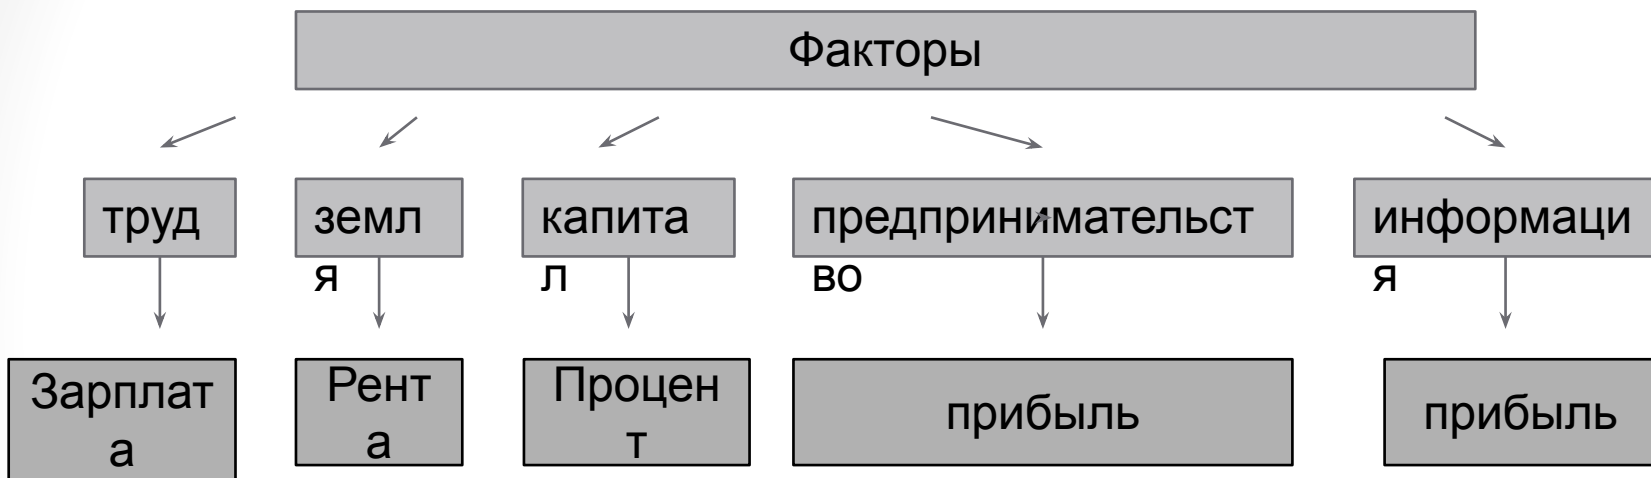 Факторы
труд
земл
я
капита
л
предпринимательст
во
информаци
я
Зарплат
а
Рент
а
Процен
т
прибыль
прибыль